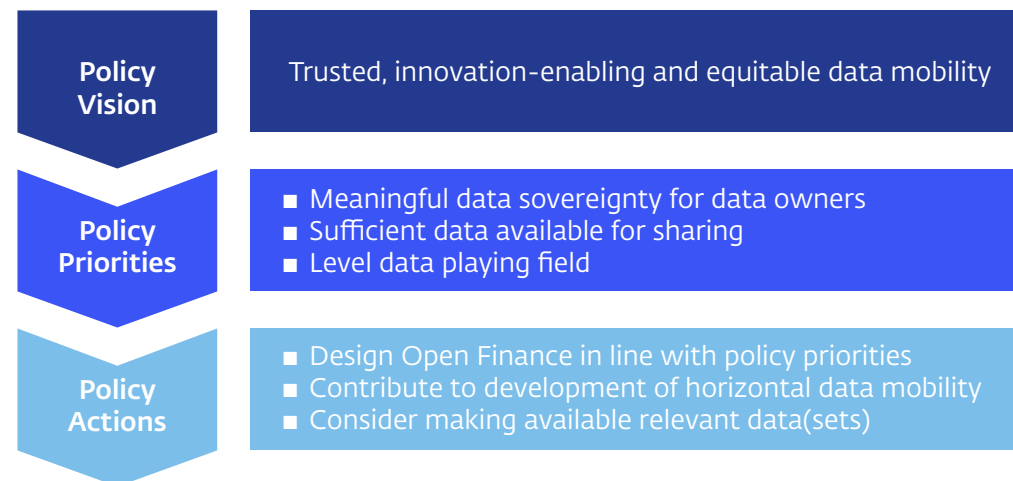 Policy
Vision
Trusted, innovation-enabling and equitable data mobility
Policy
Priorities
■ Meaningful data sovereignty for data owners
■ Sufficient data available for sharing
■ Level data playing field
Policy
Actions
■ Design Open Finance in line with policy priorities
■ Contribute to development of horizontal data mobility
■ Consider making available relevant data(sets)